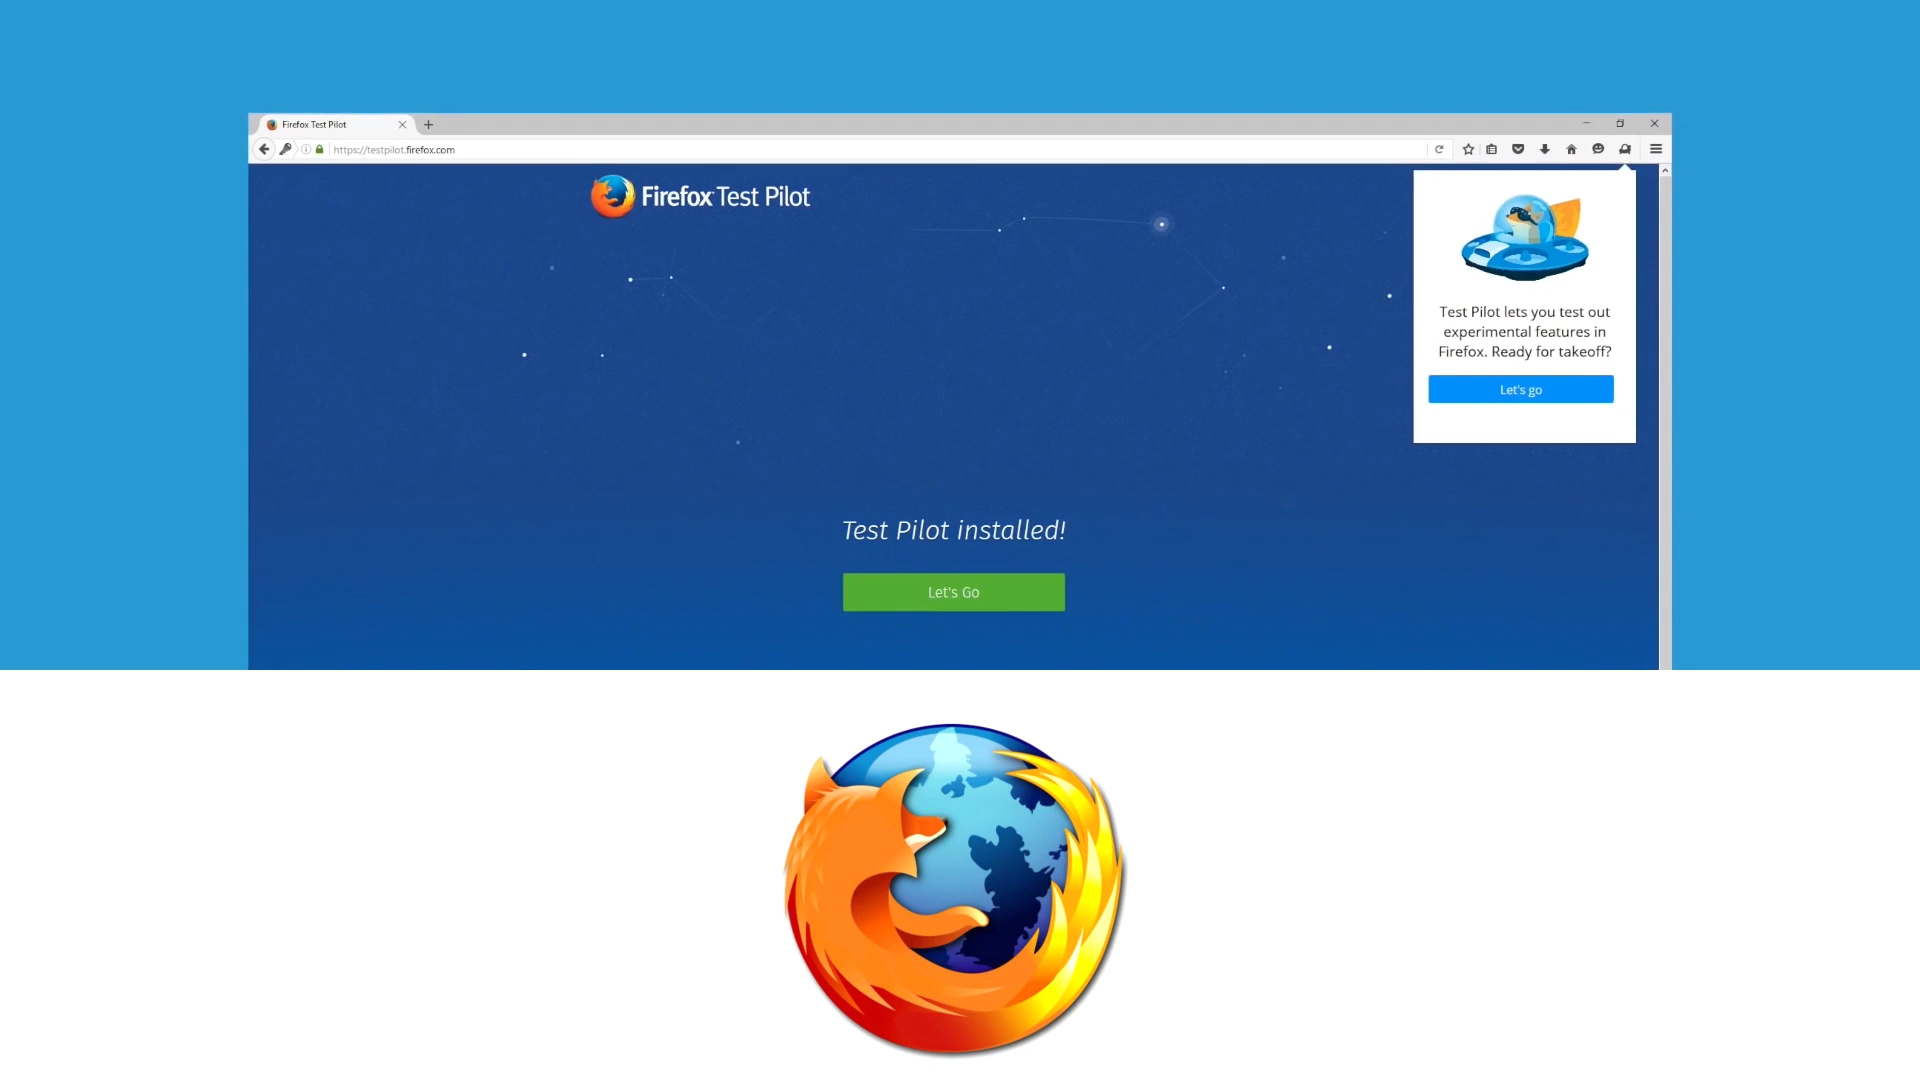 Firefox Test Pilot
https://testpilot.firefox.com
Firefox Test Pilot
Test Pilot lets you test out
experimental features in
Firefox. Ready for takeoff?
Let's go
Test Pilot installed!
Let's Go